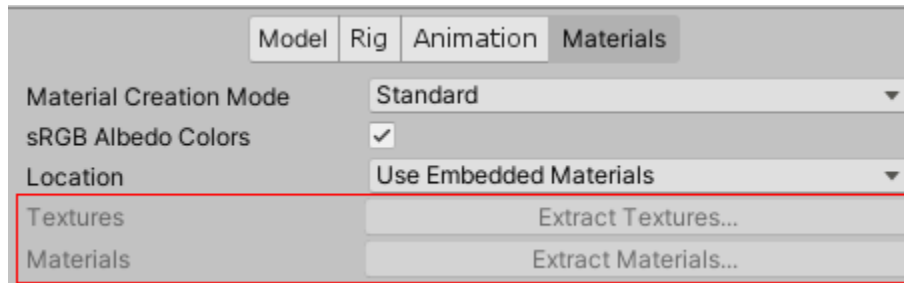 Model Rig Animation Materials
Material Creation Mode Standard
sRGB Albedo Colors
Location Use Embedded Materials
Textures Extract Textures...
Materials Extract Materials...